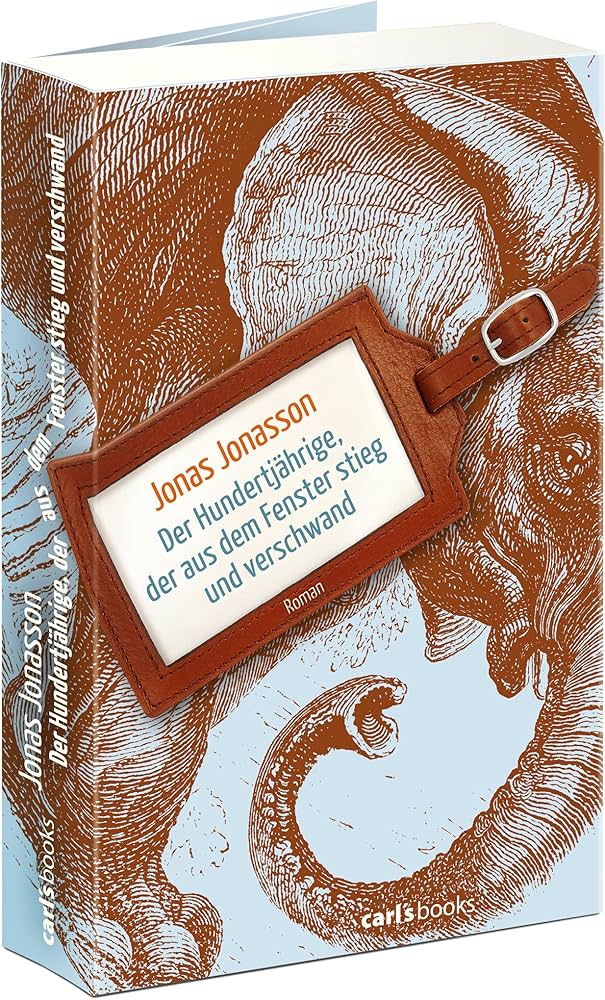 Jonas Jonasson
Der Hundertjährige,
der aus dem Fenster stieg
und verschwand
Roman
carl's books
Jonas Jonasson
Der Hundertjährige, der aus dem Fenster stieg und verschwand
carl's books